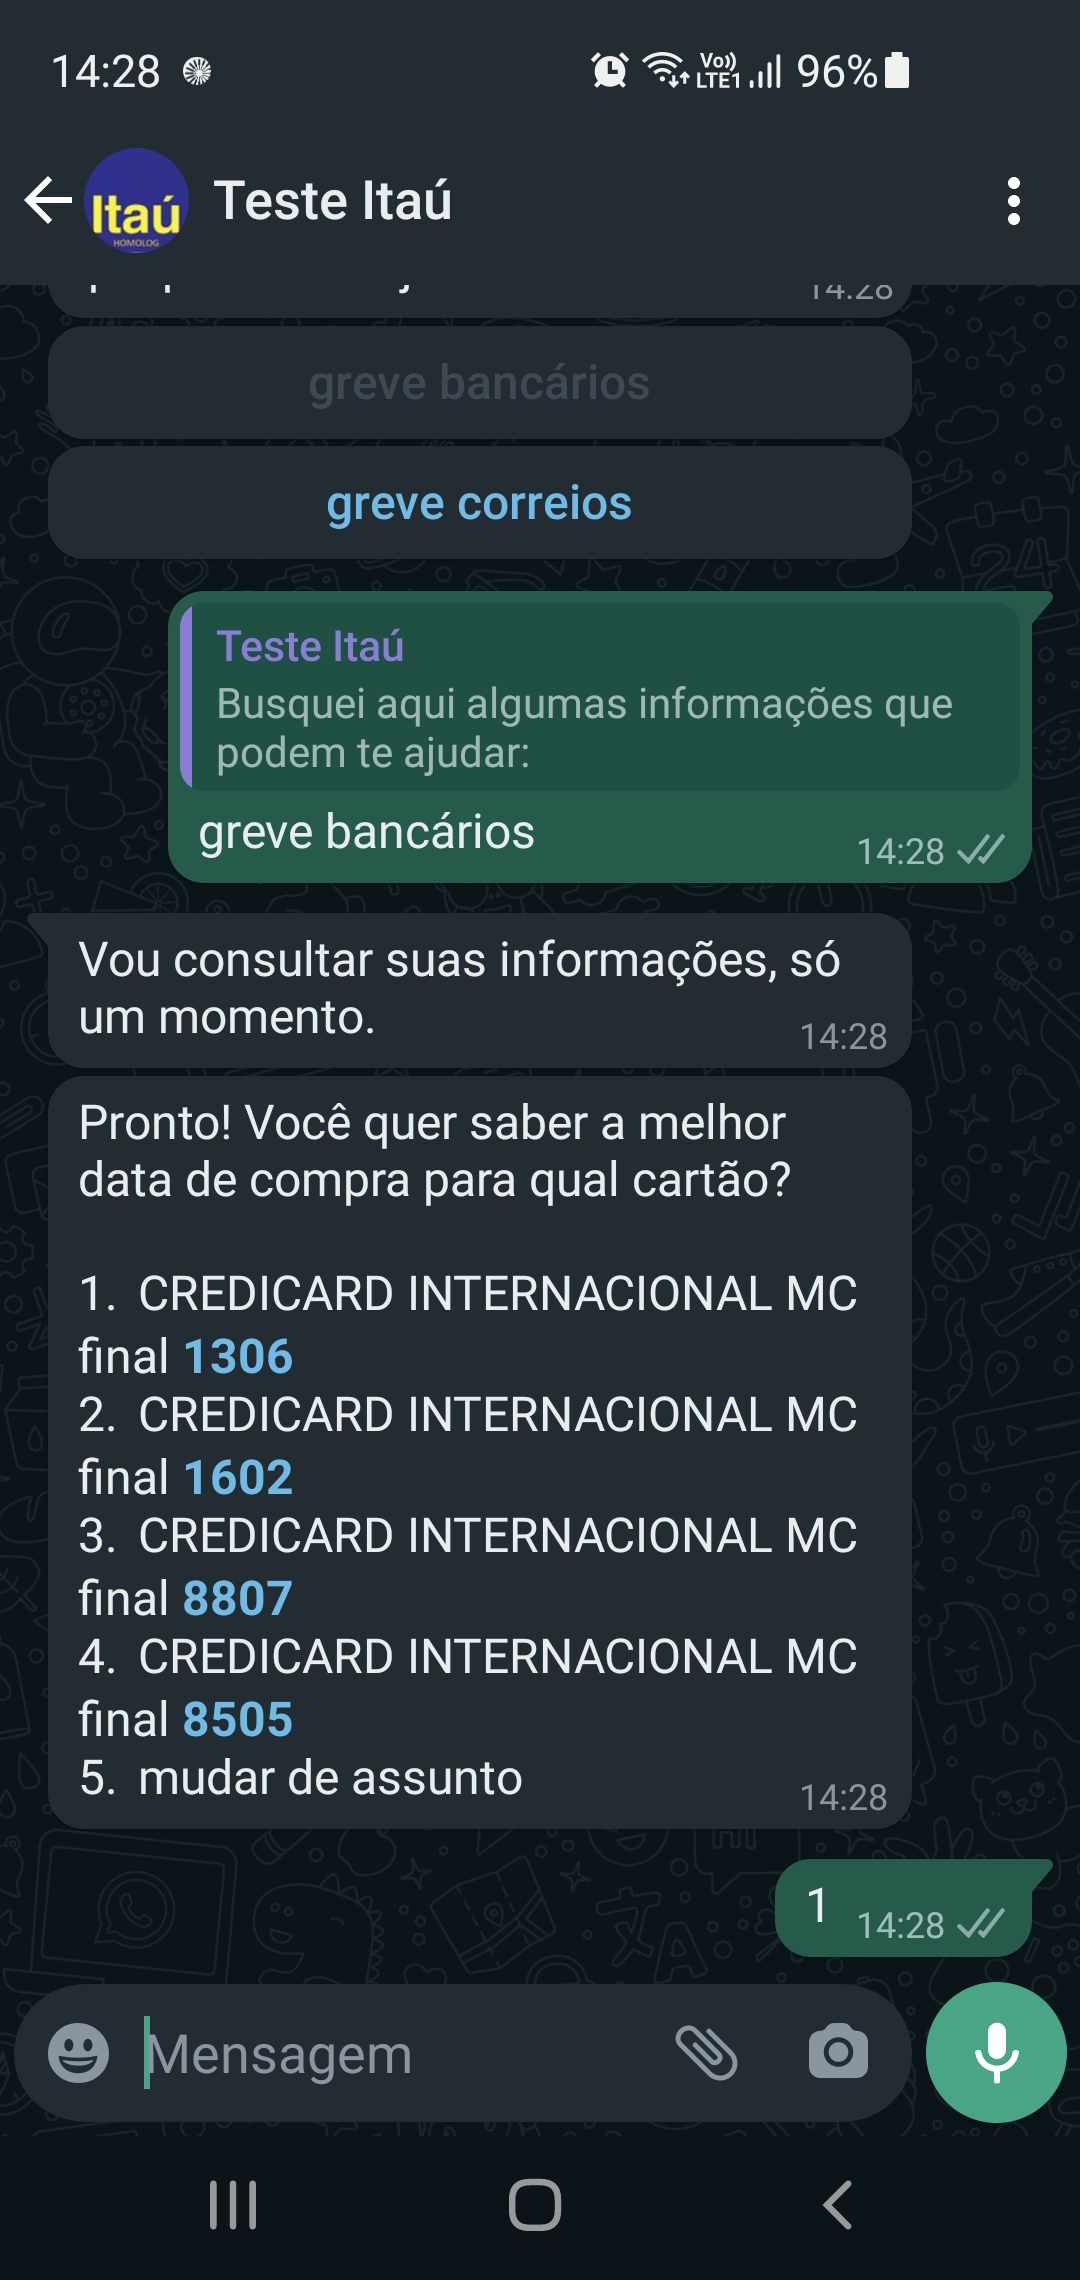 14:28
Vo))
LTE1
96%
Itaú
HOMOLOG
Teste Itaú
14:28
greve bancários
greve correios
Teste Itaú
Busquei aqui algumas informações que
podem te ajudar:
greve bancários
14:28
Vou consultar suas informações, só
um momento.
14:28
Pronto! Você quer saber a melhor
data de compra para qual cartão?
1. CREDICARD INTERNACIONAL MC
final 1306
2. CREDICARD INTERNACIONAL MC
final 1602
3. CREDICARD INTERNACIONAL MC
final 8807
4. CREDICARD INTERNACIONAL MC
final 8505
5. mudar de assunto
14:28
1
14:28
Mensagem